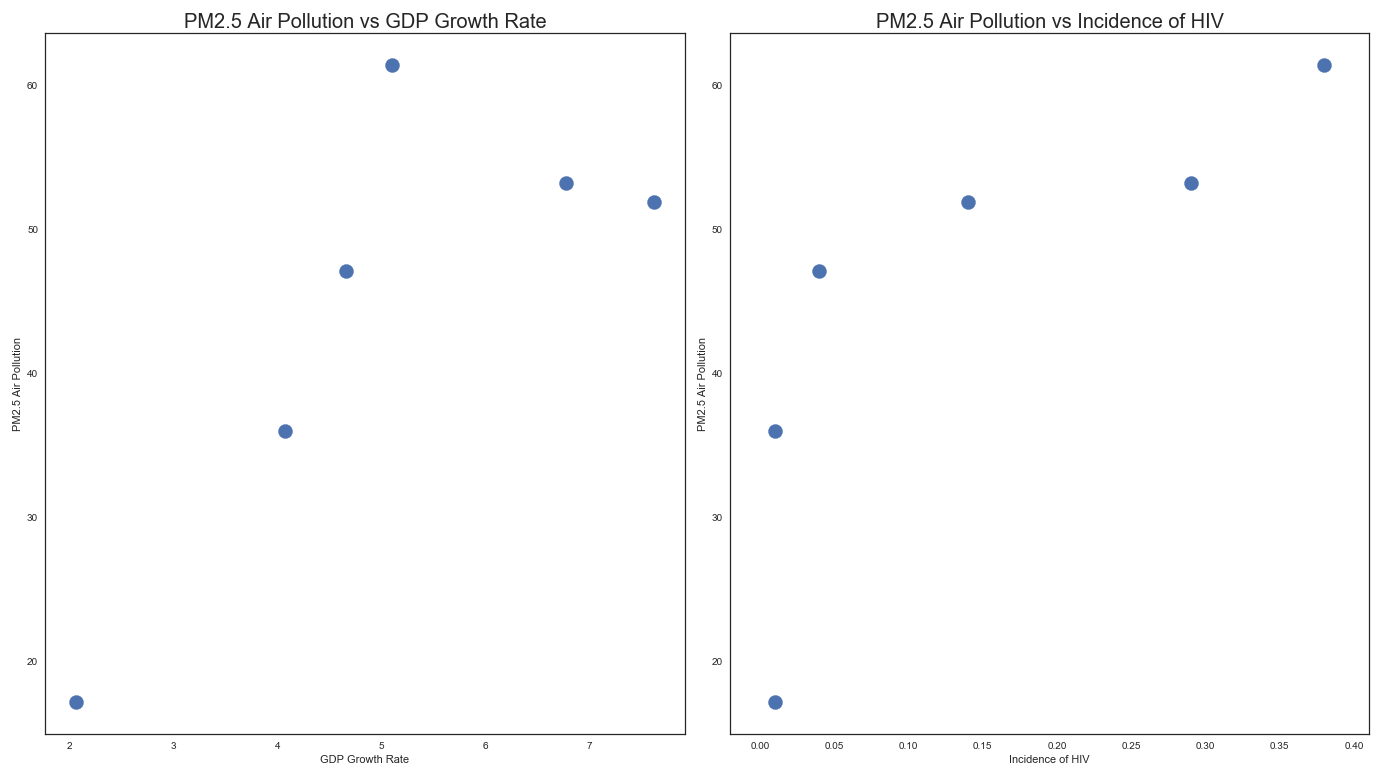 PM2.5 Air Pollution vs GDP Growth Rate
60
50
40
30
20
PM2.5 Air Pollution
2 3 4 5 6 7
GDP Growth Rate
PM2.5 Air Pollution vs Incidence of HIV
60
50
40
30
20
PM2.5 Air Pollution
0.00 0.05 0.10 0.15 0.20 0.25 0.30 0.35 0.40
Incidence of HIV